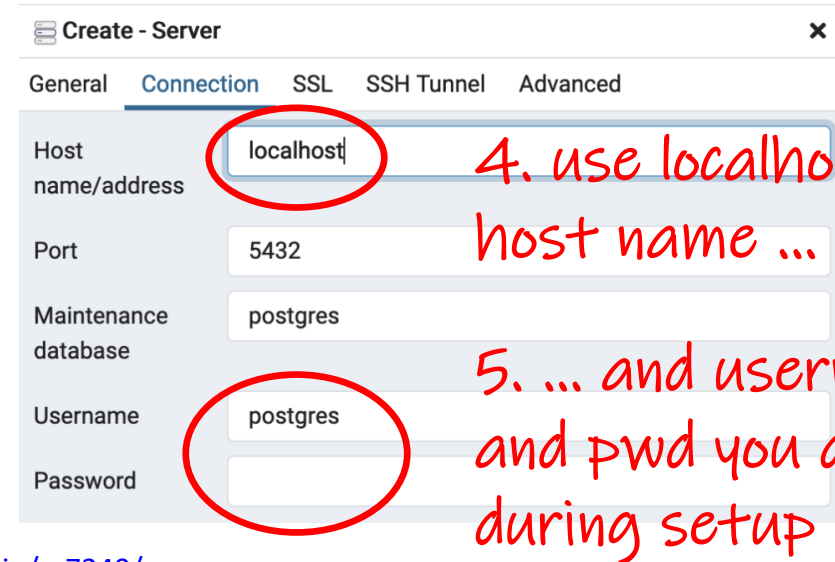 Create - Server
General Connection SSL SSH Tunnel Advanced
Host name/address
localhost
4. use localho
host name ...
Port
5432
Maintenance database
postgres
5. ... and user
Username
postgres
and pwd you
Password
during setup